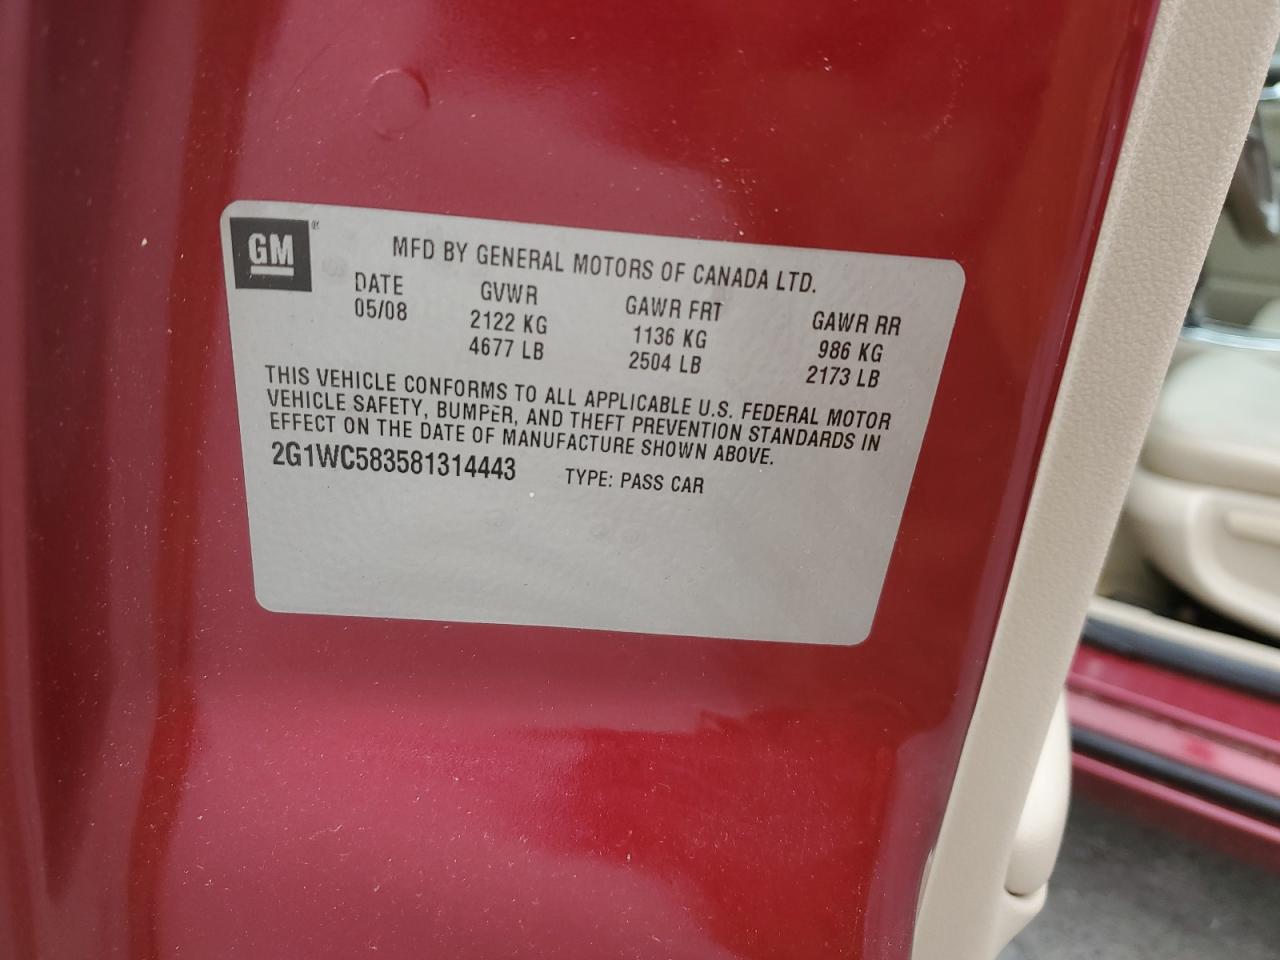 GM®
MFD BY GENERAL MOTORS OF CANADA LTD.
DATE GVWR GAWR FRT GAWR RR
05/08 2122 KG 1136 KG 986 KG
4677 LB 2504 LB 2173 LB
THIS VEHICLE CONFORMS TO ALL APPLICABLE U.S. FEDERAL MOTOR
VEHICLE SAFETY, BUMPER, AND THEFT PREVENTION STANDARDS IN
EFFECT ON THE DATE OF MANUFACTURE SHOWN ABOVE.
2G1WC583581314443 TYPE: PASS CAR